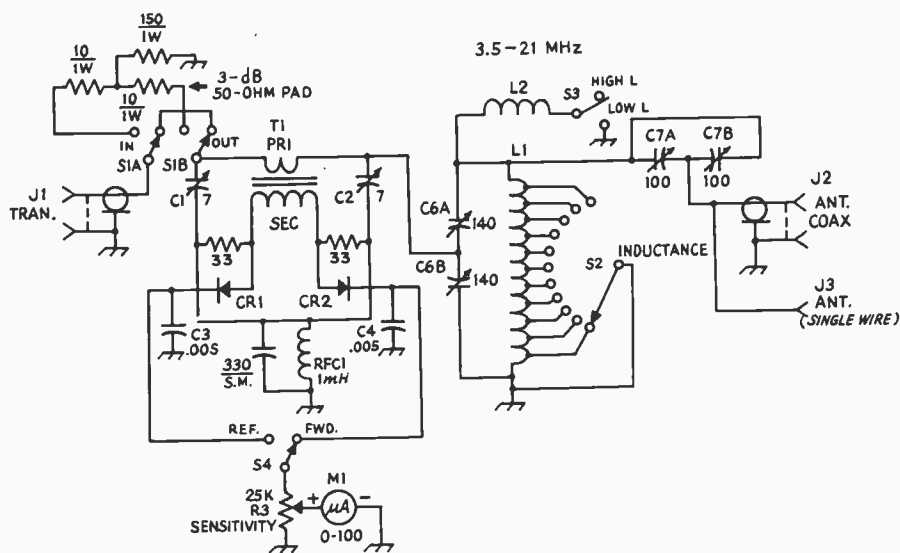 150
1W
10
1W
3-dB
50-OHM PAD
10
1W
IN
OUT
S1A
S1B
T1
PRI
C1
7
C2
7
J1
TRAN.
SEC
33
33
CR1
CR2
C3
.005
C4
.005
330
S.M.
RFC1
1mH
REF.
FWD.
S4
25K
R3
SENSITIVITY
+
M1
µA
0-100
-
3.5-21 MHz
L2
S3
HIGH L
LOW L
L1
C6A
140
C6B
140
S2
INDUCTANCE
C7A
C7B
100
100
J2
ANT.
COAX
J3
ANT.
(SINGLE WIRE)